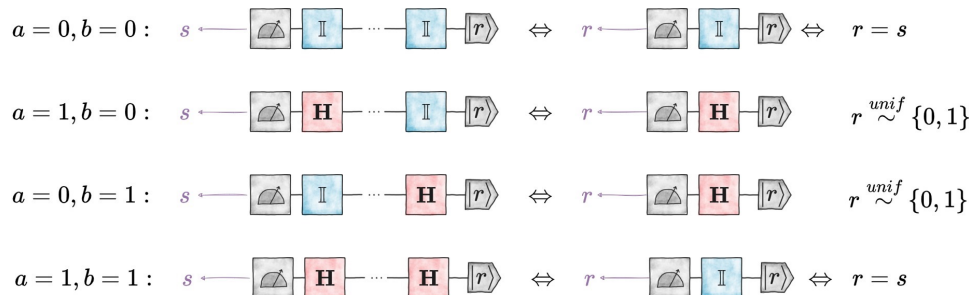 a = 0, b = 0 : s 𝕀 ... 𝕀 |r⟩ ⇔ r 𝕀 |r⟩ ⇔ r = s
a = 1, b = 0 : s H ... 𝕀 |r⟩ ⇔ r H |r⟩ r unif ∼ {0, 1}
a = 0, b = 1 : s 𝕀 ... H |r⟩ ⇔ r H |r⟩ r unif ∼ {0, 1}
a = 1, b = 1 : s H ... H |r⟩ ⇔ r 𝕀 |r⟩ ⇔ r = s